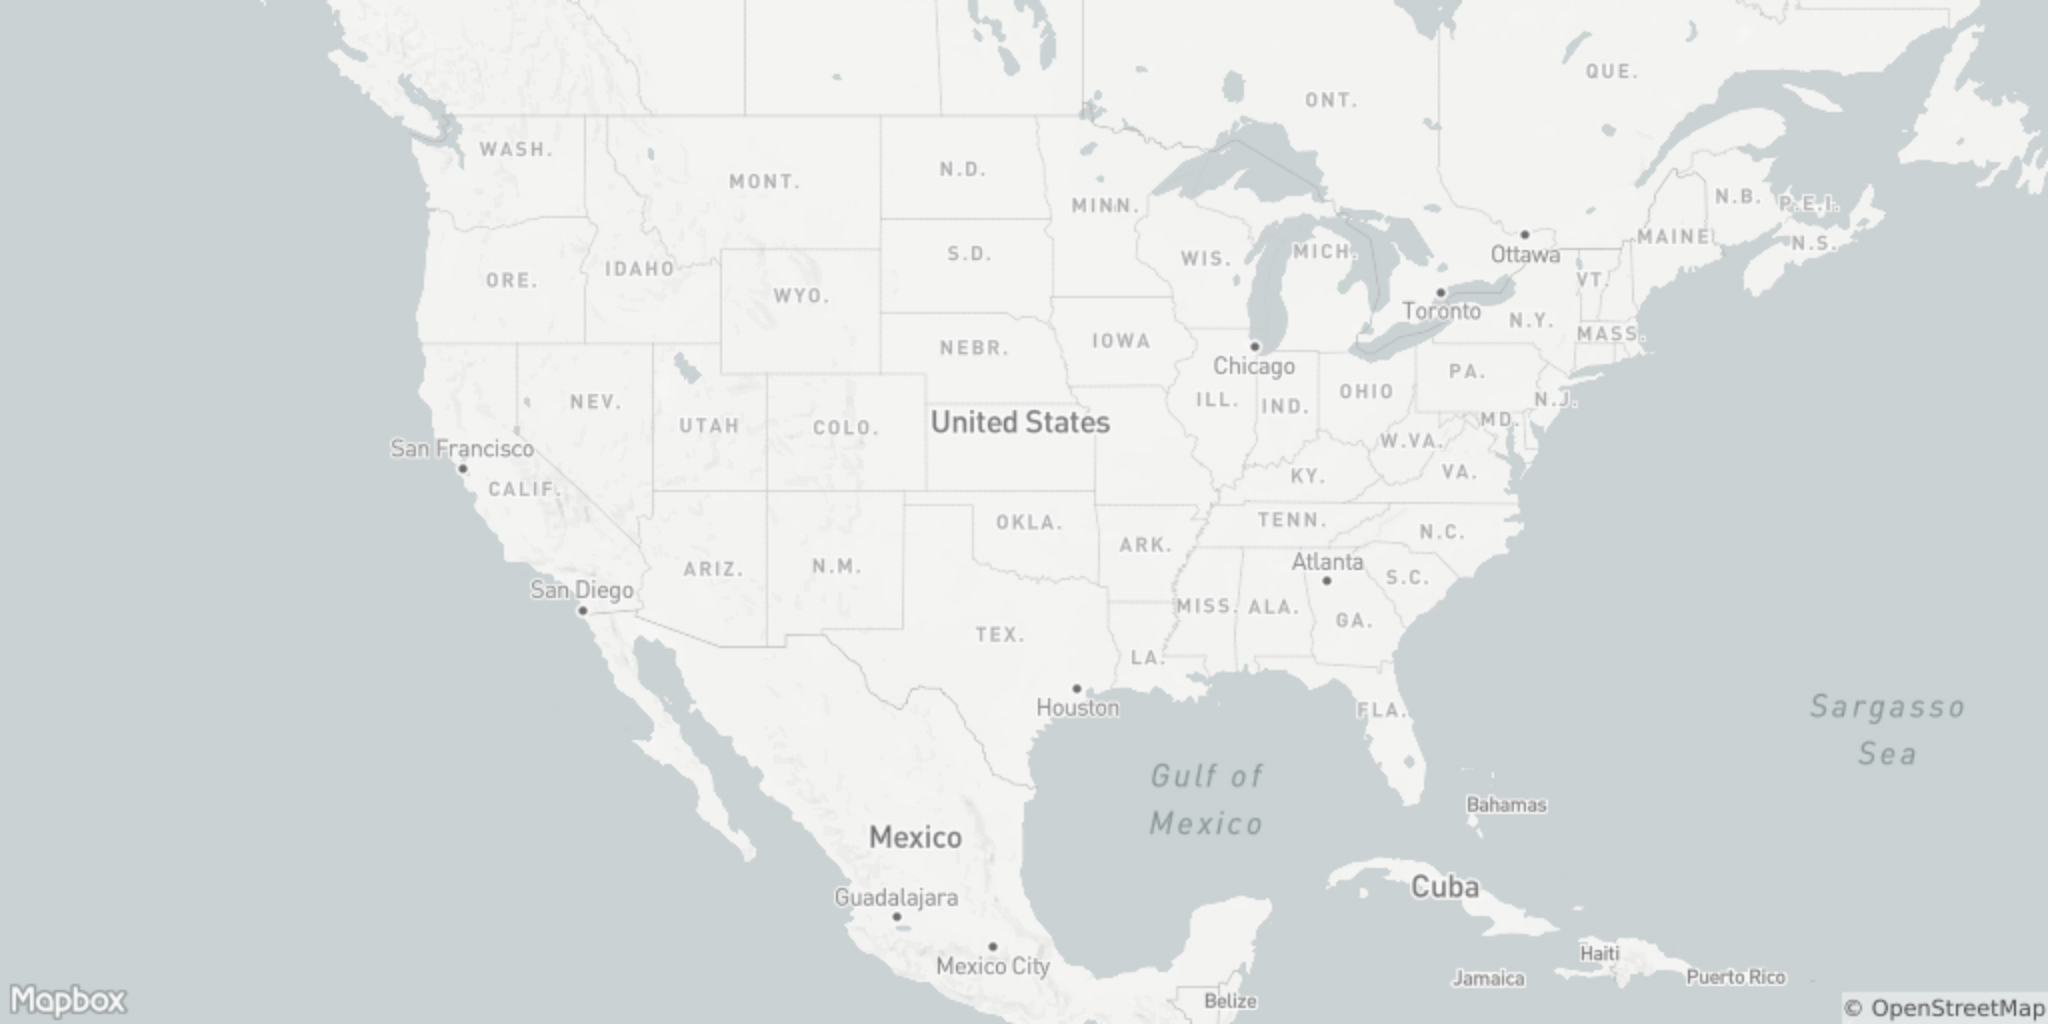 QUE.
ONT.
WASH.
N.D.
MONT.
MINN.
N.B.
P.E.I.
MAINE
N.S.
S.D.
WIS.
MICH.
Ottawa
ORE.
IDAHO
WYO.
VT.
Toronto
N.Y.
MASS.
NEBR.
IOWA
Chicago
PA.
NEV.
ILL.
IND.
OHIO
N.J.
UTAH
COLO.
United States
MD.
W.VA.
San Francisco
CALIF.
KY.
VA.
OKLA.
TENN.
N.C.
ARK.
ARIZ.
N.M.
Atlanta
S.C.
San Diego
MISS.
ALA.
GA.
TEX.
LA.
Houston
FLA.
Sargasso
Sea
Gulf of
Mexico
Bahamas
Mexico
Cuba
Guadalajara
Mexico City
Haiti
Jamaica
Puerto Rico
Belize
Mapbox
© OpenStreetMap